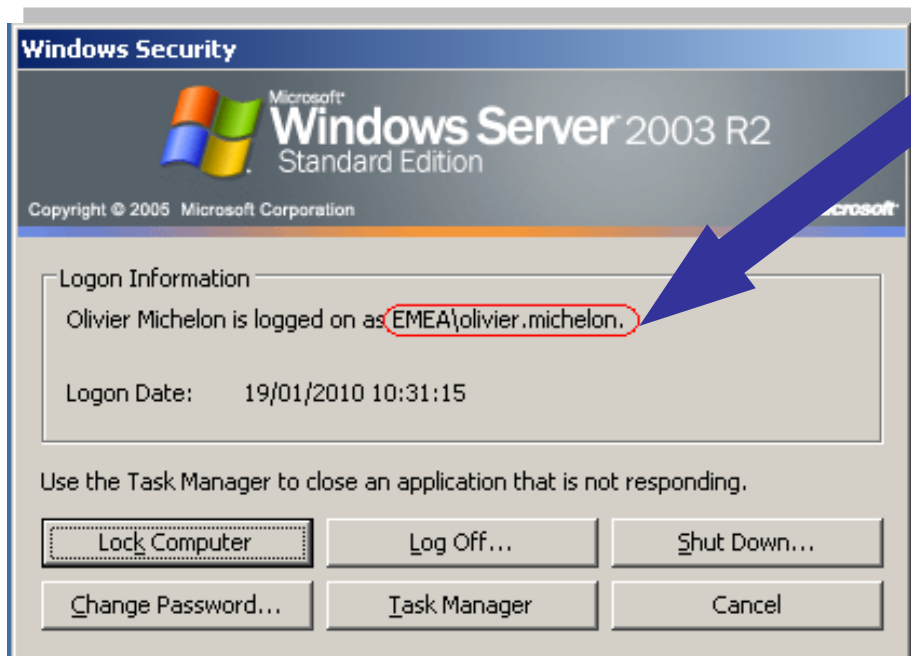 Windows Security
Microsoft
Windows Server 2003 R2
Standard Edition
Copyright © 2005 Microsoft Corporation
Logon Information
Olivier Michelon is logged on as EMEA\olivier.michelon.
Logon Date: 19/01/2010 10:31:15
Use the Task Manager to close an application that is not responding.
Lock Computer Log Off... Shut Down...
Change Password... Task Manager Cancel